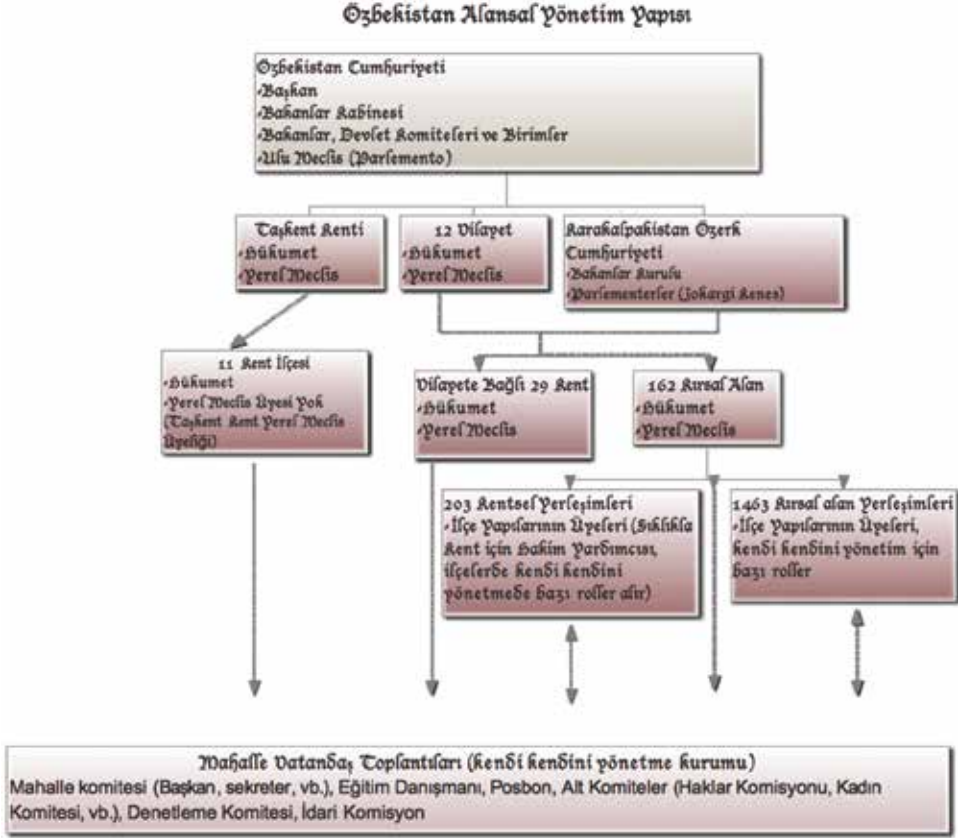 Özbekistan Alansal Yönetim Yapısı
Özbekistan Cumhuriyeti
Başkan
Bakanlar Kabinesi
Bakanlar, Devlet Komiteleri ve Birimler
Ulu Meclis (Parlemento)
Taşkent Kenti
Hükumet
Yerel Meclis
12 Vilayet
Hükumet
Yerel Meclis
Karakalpakistan Özerk
Cumhuriyeti
Bakanlar Kurulu
Parlementerler (Jokargi Kenes)
11 Kent İlçesi
Hükumet
Yerel Meclis Üyesi Yok
(Taşkent Kent Yerel Meclis
Üyeliği)
Vilayete Bağlı 29 Kent
Hükumet
Yerel Meclis
162 Kırsal Alan
Hükumet
Yerel Meclis
203 Kentsel Yerleşimleri
İlçe Yapılarının Üyeleri (Sıklıkla
Kent için Hakim Yardımcısı,
ilçelerde kendi kendini
yönetmede bazı roller alir)
1463 Kırsal alan Yerleşimleri
İlçe Yapılarının Üyeleri,
kendi kendini yönetim için
bazı roller
Mahalle Vatandaş Toplantıları (kendi kendini yönetme kurumu)
Mahalle komitesi (Başkan, sekreter, vb.), Eğitim Danışmanı, Posbon, Alt Komiteler (Haklar Komisyonu, Kadın
Komitesi, vb.), Denetleme Komitesi, İdari Komisyon